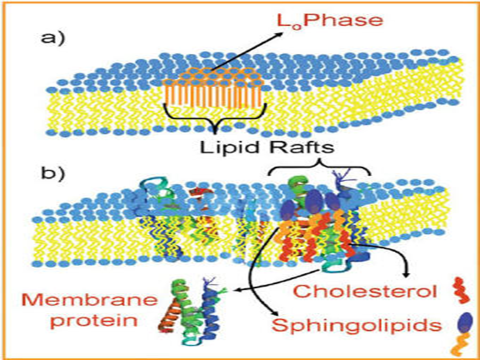 LoPhase
a)
Lipid Rafts
b)
Membrane
protein
Cholesterol
Sphingolipids